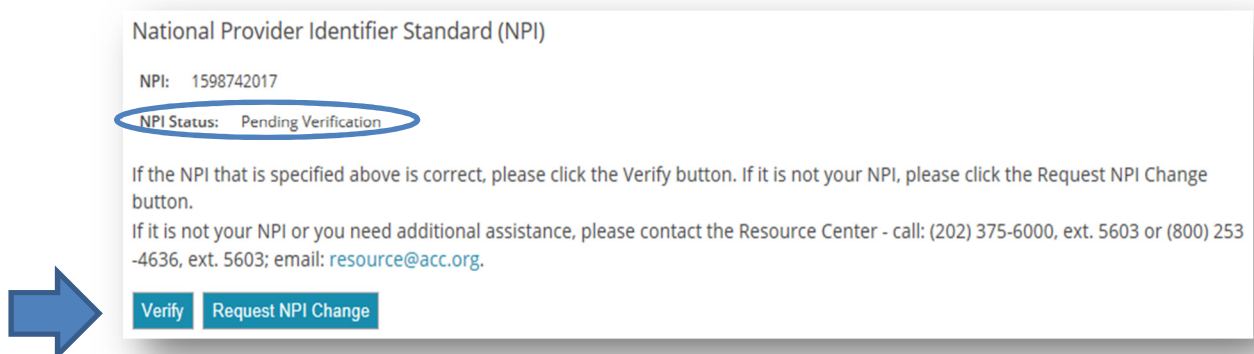 National Provider Identifier Standard (NPI)
NPI: 1598742017
NPI Status: Pending Verification
If the NPI that is specified above is correct, please click the Verify button. If it is not your NPI, please click the Request NPI Change
button.
If it is not your NPI or you need additional assistance, please contact the Resource Center - call: (202) 375-6000, ext. 5603 or (800) 253
-4636, ext. 5603; email: resource@acc.org.
Verify Request NPI Change